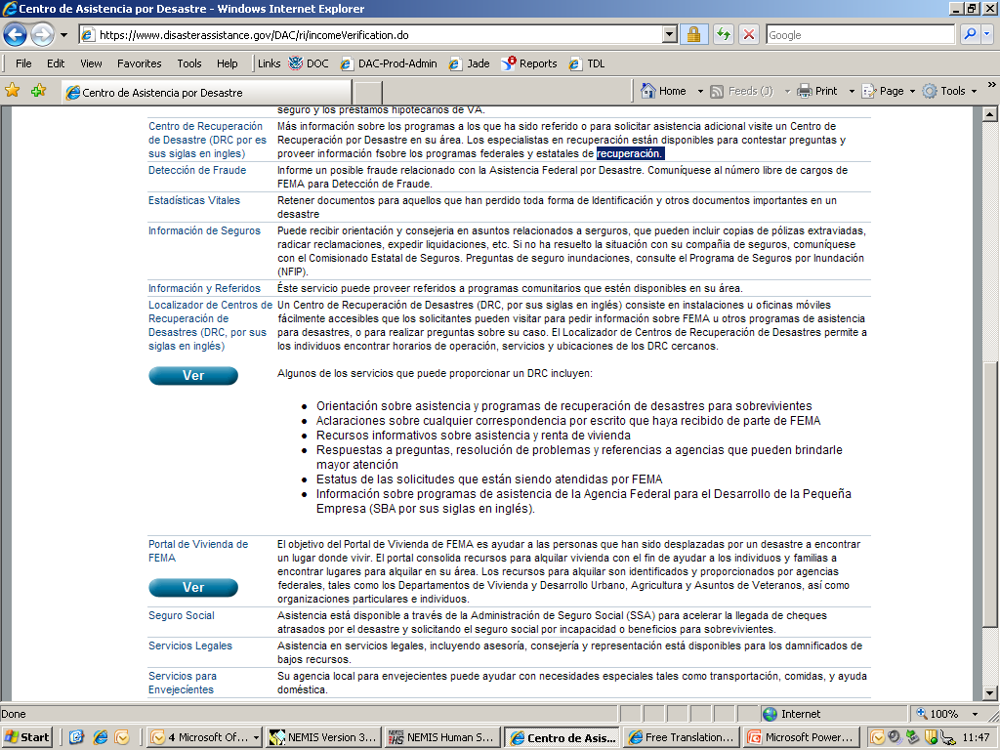 Centro de Asistencia por Desastre - Windows Internet Explorer
https://www.disasterassistance.gov/DAC/ri/incomeVerification.do
Google
File Edit View Favorites Tools Help Links DOC DAC-Prod-Admin Jade Reports TDL
Centro de Asistencia por Desastre
Home Feeds (J) Print Page Tools
seguro y los préstamos hipotecarios de VA.
Centro de Recuperación
de Desastre (DRC por es
sus siglas en ingles)
Más información sobre los programas a los que ha sido referido o para solicitar asistencia adicional visite un Centro de
Recuperación por Desastre en su área. Los especialistas en recuperación están disponibles para contestar preguntas y
proveer información fsobre los programas federales y estatales de recuperación.
Detección de Fraude
Informe un posible fraude relacionado con la Asistencia Federal por Desastre. Comuníquese al número libre de cargos de
FEMA para Detección de Fraude.
Estadísticas Vitales
Retener documentos para aquellos que han perdido toda forma de Identificación y otros documentos importantes en un
desastre
Información de Seguros
Puede recibir orientación y consejeria en asuntos relacionados a serguros, que pueden incluir copias de pólizas extraviadas,
radicar reclamaciones, expedir liquidaciones, etc. Si no ha resuelto la situación con su compañia de seguros, comuníquese
con el Comisionado Estatal de Seguros. Preguntas de seguro inundaciones, consulte el Programa de Seguros por Inundación
(NFIP).
Información y Referidos
Éste servicio puede proveer referidos a programas comunitarios que estén disponibles en su área.
Localizador de Centros de
Recuperación de
Desastres (DRC, por sus
siglas en inglés)
Ver
Un Centro de Recuperación de Desastres (DRC, por sus siglas en inglés) consiste en instalaciones u oficinas móviles
fácilmente accesibles que los solicitantes pueden visitar para pedir información sobre FEMA u otros programas de asistencia
para desastres, o para realizar preguntas sobre su caso. El Localizador de Centros de Recuperación de Desastres permite a
los individuos encontrar horarios de operación, servicios y ubicaciones de los DRC cercanos.
Algunos de los servicios que puede proporcionar un DRC incluyen:
• Orientación sobre asistencia y programas de recuperación de desastres para sobrevivientes
• Aclaraciones sobre cualquier correspondencia por escrito que haya recibido de parte de FEMA
• Recursos informativos sobre asistencia y renta de vivienda
• Respuestas a preguntas, resolución de problemas y referencias a agencias que pueden brindarle
mayor atención
• Estatus de las solicitudes que están siendo atendidas por FEMA
• Información sobre programas de asistencia de la Agencia Federal para el Desarrollo de la Pequeña
Empresa (SBA por sus siglas en inglés).
Portal de Vivienda de
FEMA
Ver
El objetivo del Portal de Vivienda de FEMA es ayudar a las personas que han sido desplazadas por un desastre a encontrar
un lugar donde vivir. El portal consolida recursos para alquilar vivienda con el fin de ayudar a los individuos y familias a
encontrar lugares para alquilar en su área. Los recursos para alquilar son identificados y proporcionados por agencias
federales, tales como los Departamentos de Vivienda y Desarrollo Urbano, Agricultura y Asuntos de Veteranos, así como
organizaciones particulares e individuos.
Seguro Social
Asistencia está disponible a través de la Administración de Seguro Social (SSA) para acelerar la llegada de cheques
atrasados por el desastre y solicitando el seguro social por incapacidad o beneficios para sobrevivientes.
Servicios Legales
Asistencia en servicios legales, incluyendo asesoría, consejería y representación está disponible para los damnificados de
bajos recursos.
Servicios para
Envejecíentes
Su agencia local para envejecientes puede ayudar con necesidades especiales tales como transportación, comidas, y ayuda
doméstica.
Done Internet 100%
Start 4 Microsoft Of... NEMIS Version 3... NEMIS Human S... Centro de Asis... Free Translation... Microsoft Power... 11:47